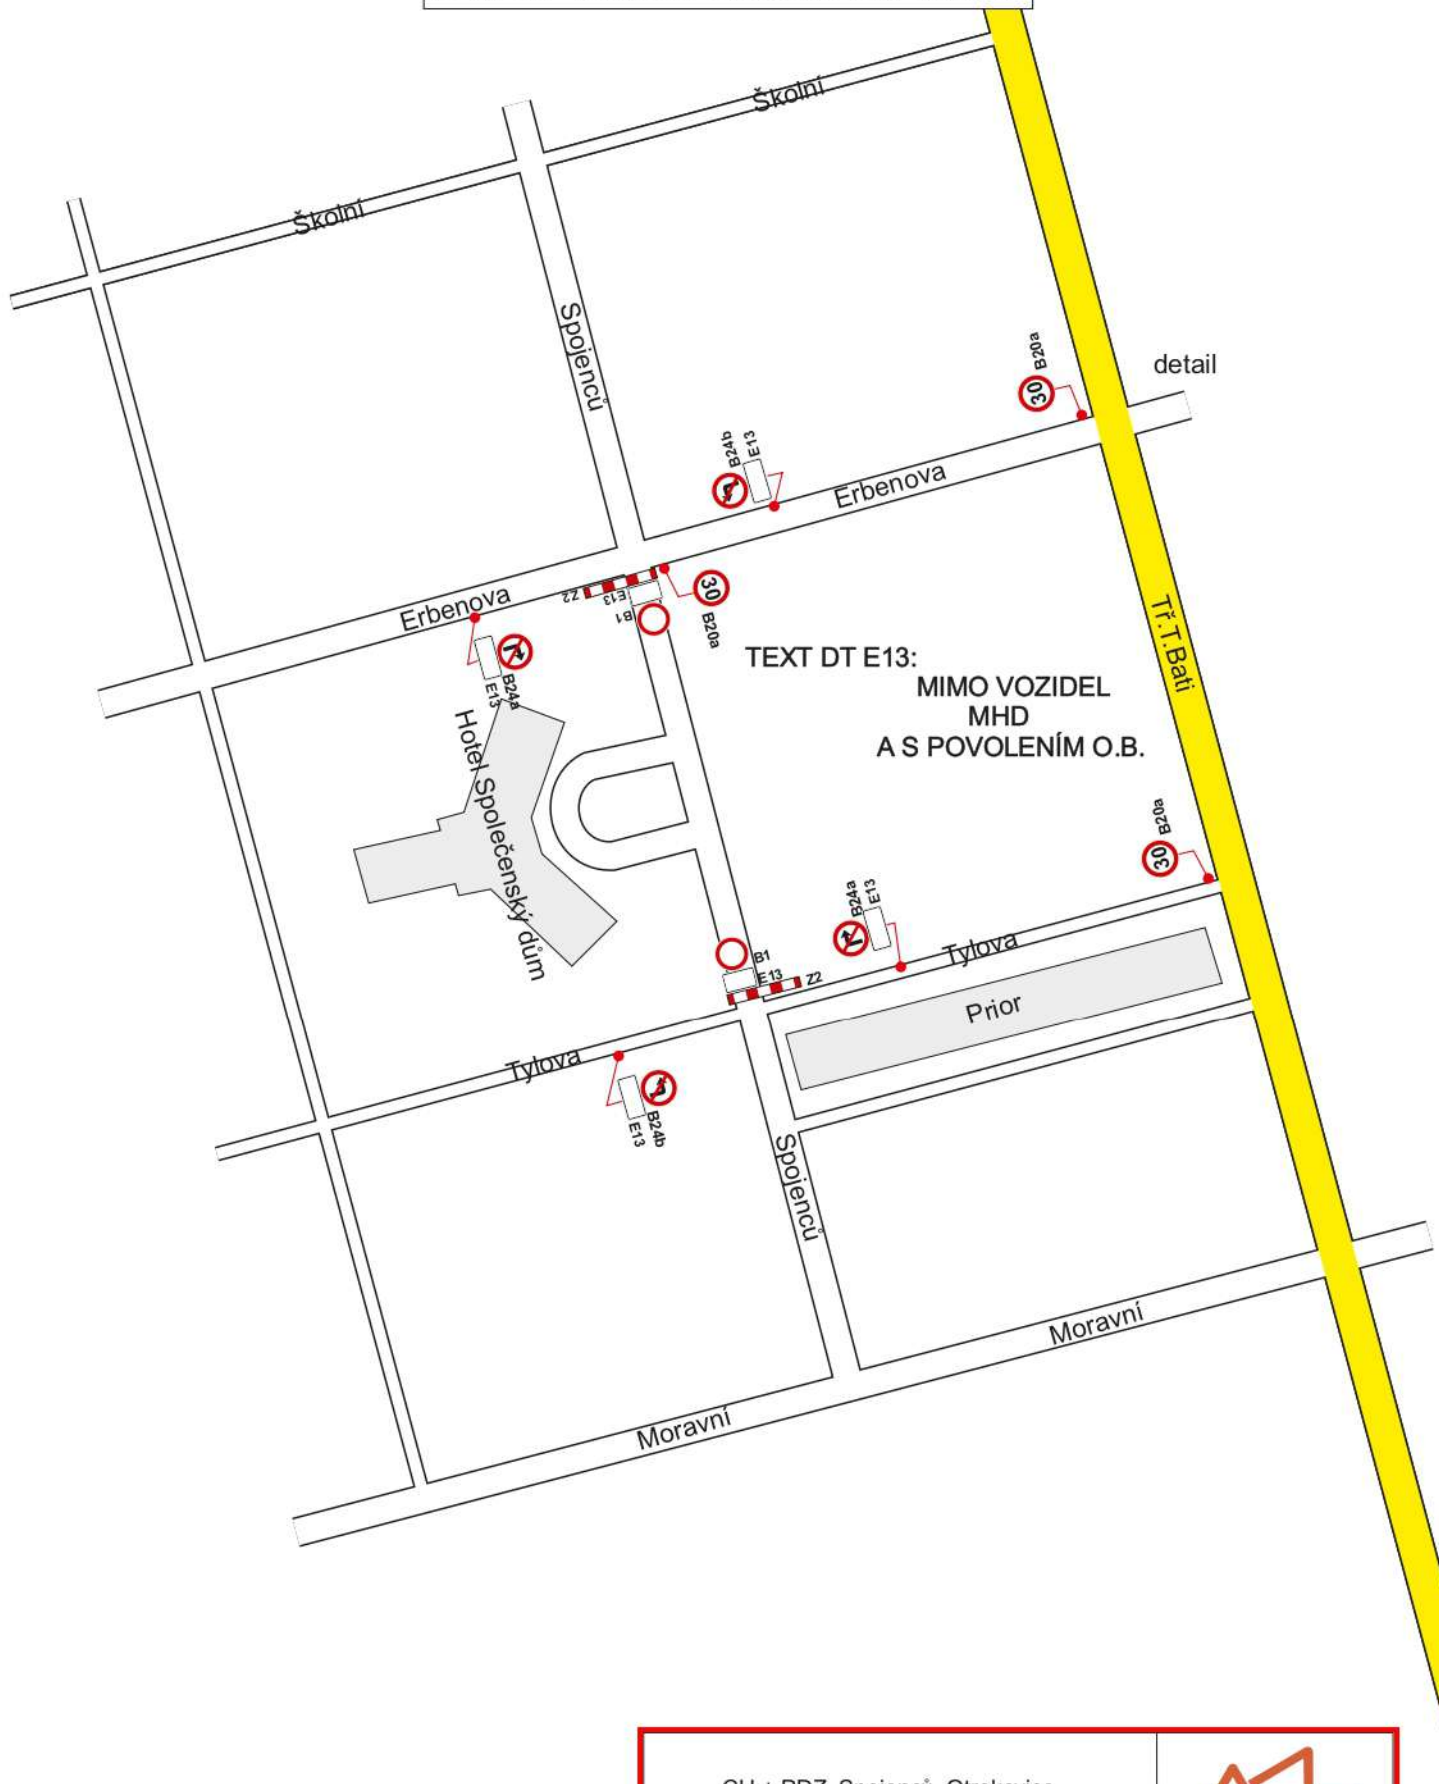 Školní
Školní
Spojenců
detail
30
B20a
B24b
E13
Erbenova
Erbenova
Z2
E13
B1
30
B20a
E13
B24a
Tř.T.Bati
TEXT DT E13:
MIMO VOZIDEL
MHD
A S POVOLENÍM O.B.
Hotel Společenský dům
30
B20a
B24a
E13
Tylova
B1
E13
Z2
Prior
Tylova
E13
B24b
Spojenců
Moravní
Moravní